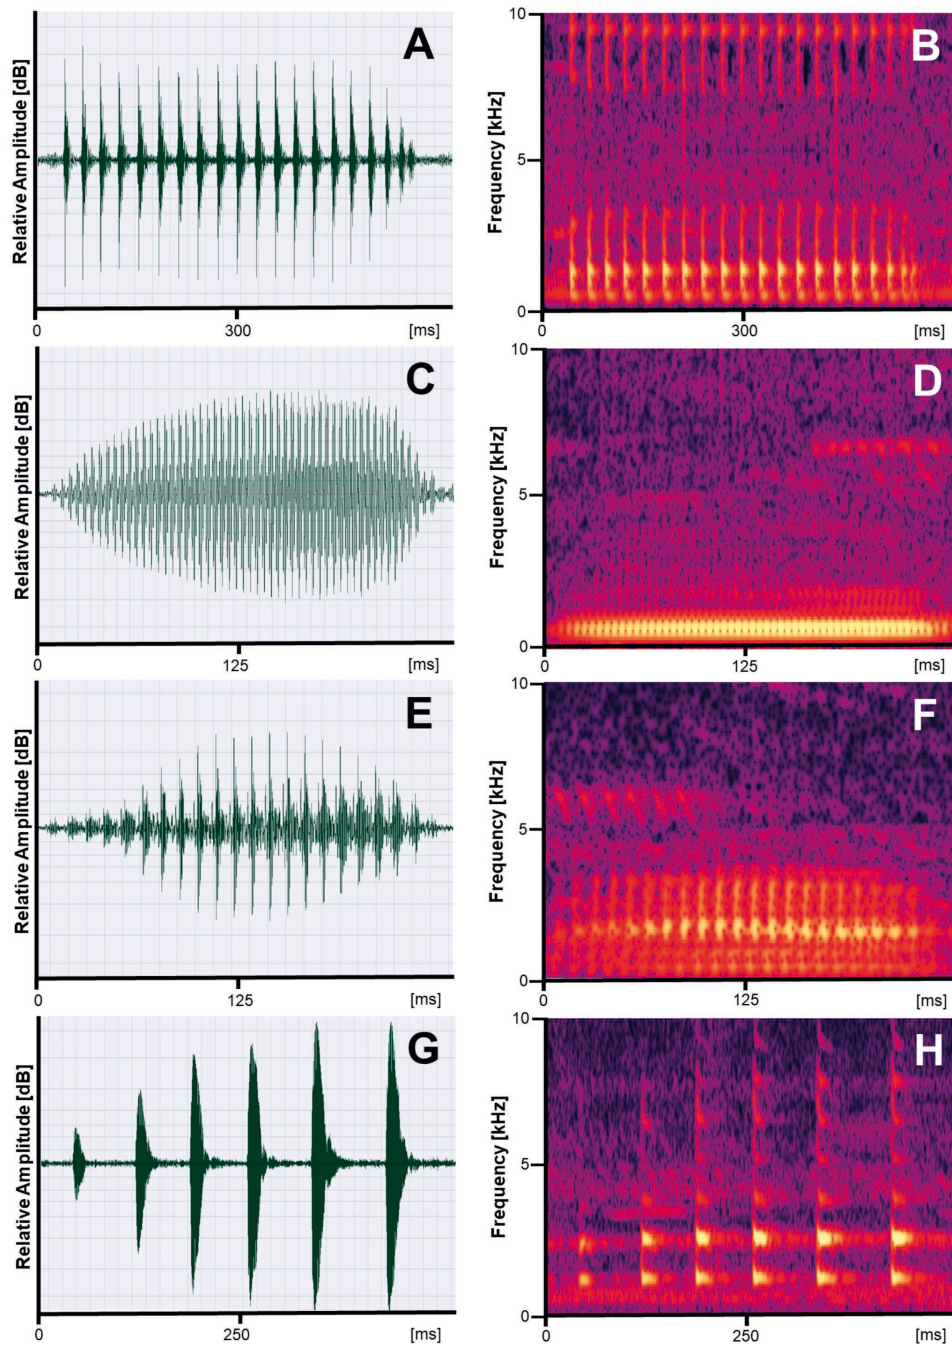 A
Relative Amplitude [dB]
0
300
[ms]
B
Frequency [kHz]
10
5
0
0
300
[ms]
C
Relative Amplitude [dB]
0
125
[ms]
D
Frequency [kHz]
10
5
0
0
125
[ms]
E
Relative Amplitude [dB]
0
125
[ms]
F
Frequency [kHz]
10
5
0
0
125
[ms]
G
Relative Amplitude [dB]
0
250
[ms]
H
Frequency [kHz]
10
5
0
0
250
[ms]